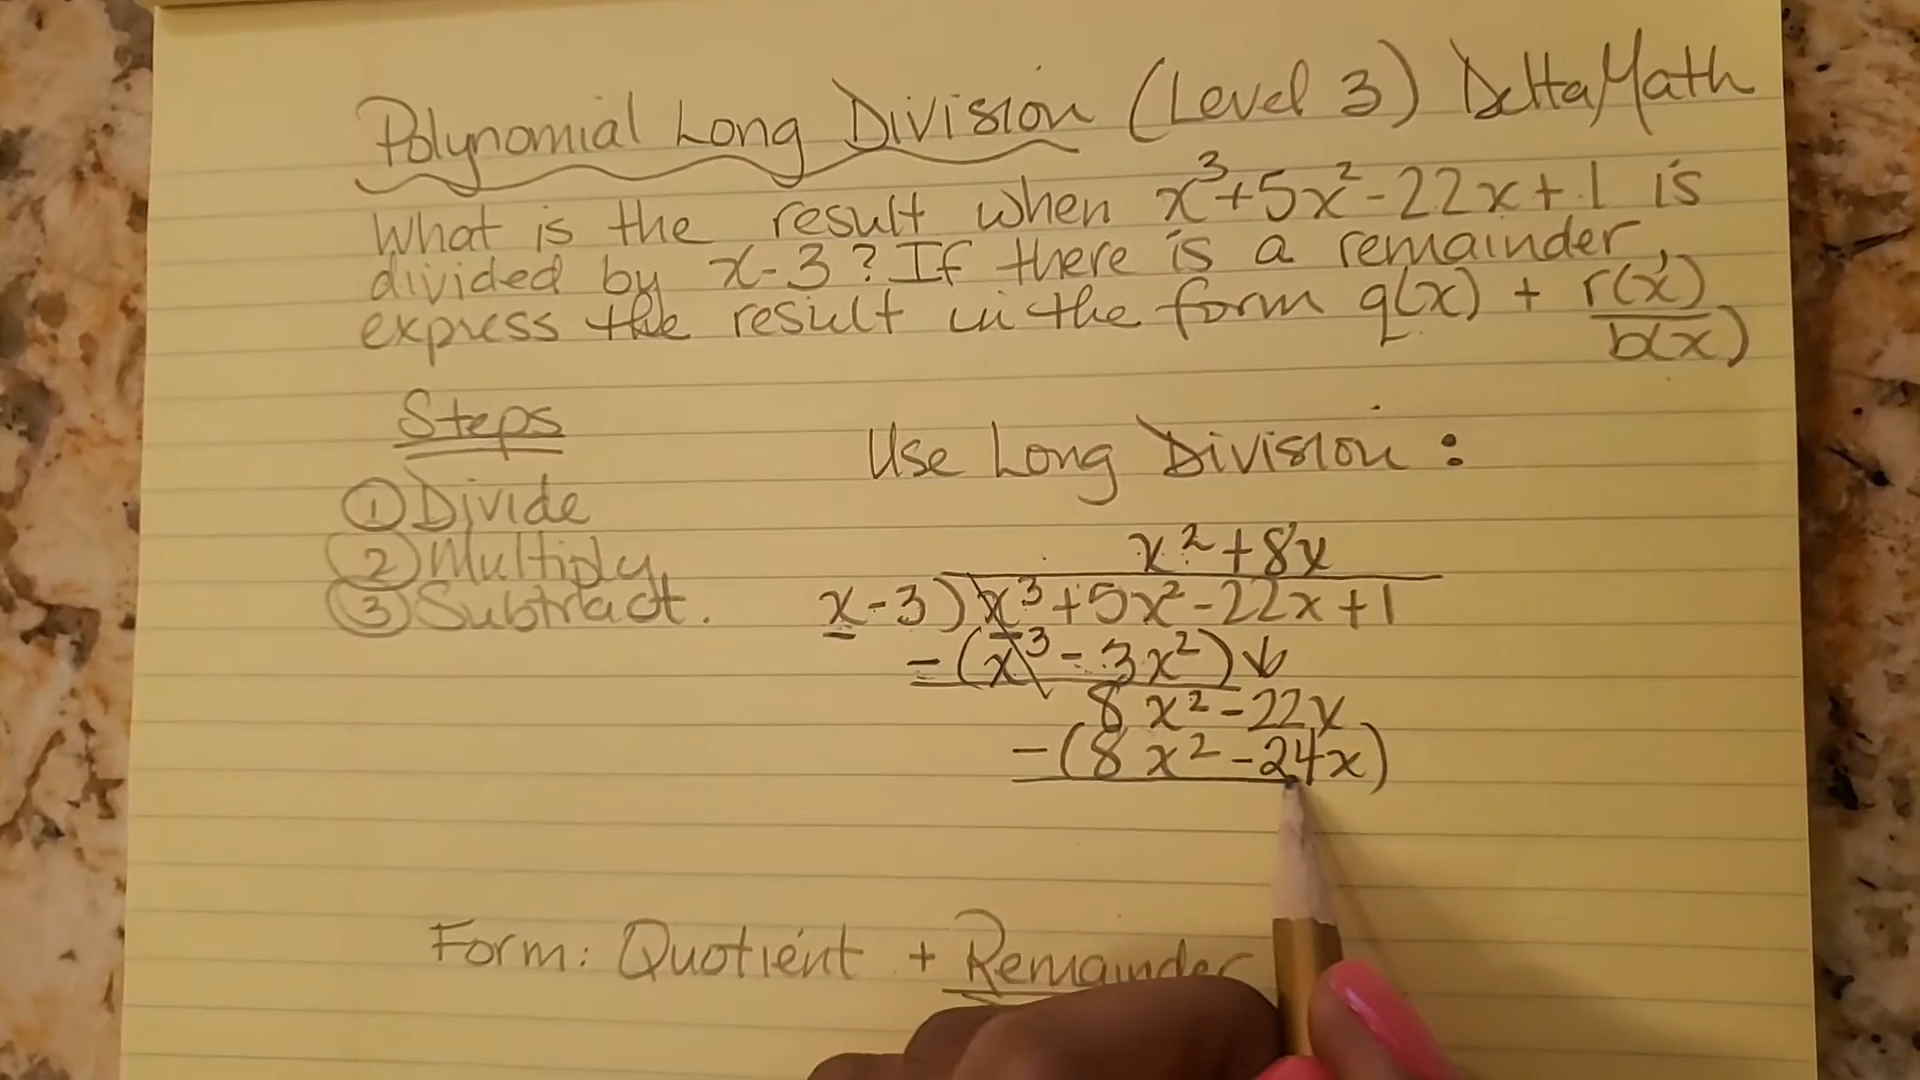 Polynomial Long Division (Level 3) DeltaMath
What is the result when x³+5x²-22x+1 is
divided by x-3? If there is a remainder,
express the result in the form q(x) + r(x)/b(x)
Steps
① Divide
② Multiply
③ Subtract.
Use Long Division:
x²+8x
x-3)x³+5x²-22x+1
-(x³-3x²)↓
8x²-22x
-(8x²-24x)
Form: Quotient + Remainder